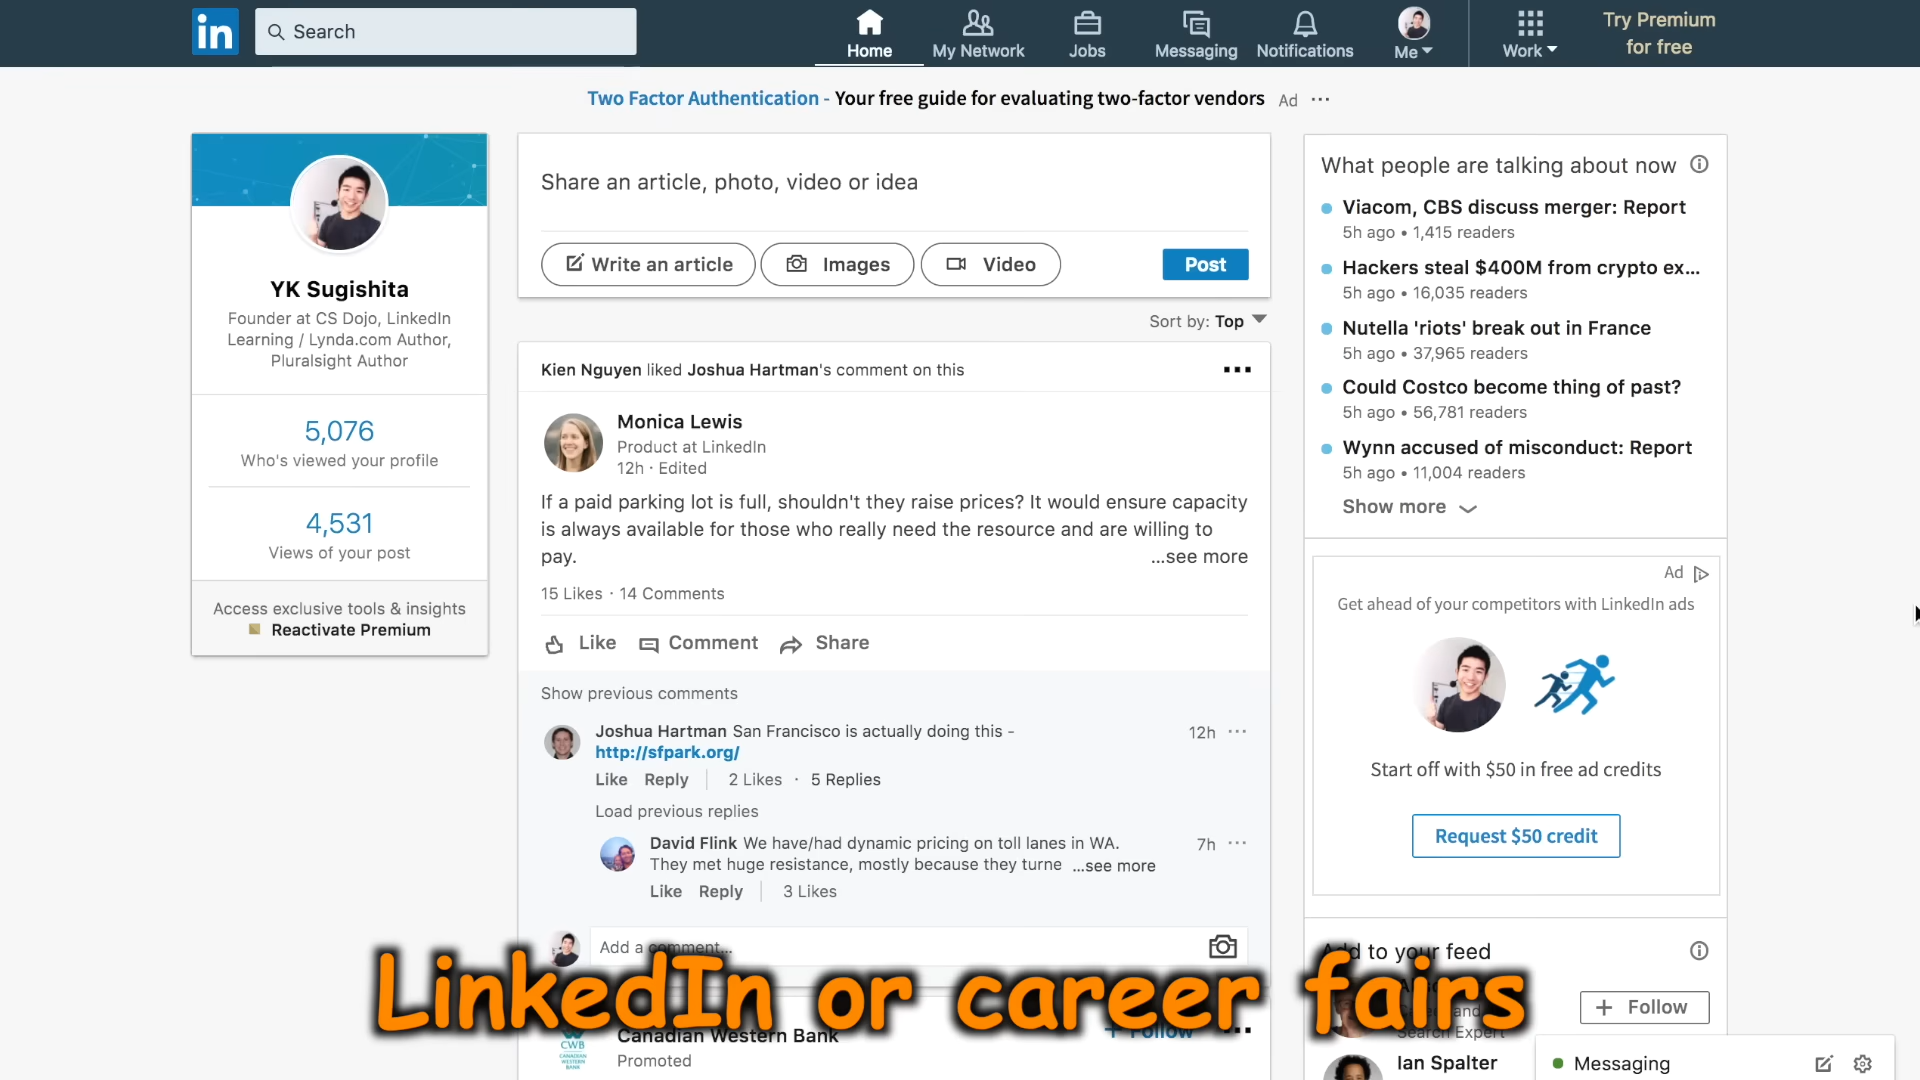 in
Search
Home
My Network
Jobs
Messaging
Notifications
Me
Work
Try Premium
for free
Two Factor Authentication - Your free guide for evaluating two-factor vendors Ad ...
YK Sugishita
Founder at CS Dojo, LinkedIn
Learning / Lynda.com Author,
Pluralsight Author
5,076
Who's viewed your profile
4,531
Views of your post
Access exclusive tools & insights
Reactivate Premium
Share an article, photo, video or idea
Write an article
Images
Video
Post
Sort by: Top
Kien Nguyen liked Joshua Hartman's comment on this
Monica Lewis
Product at LinkedIn
12h · Edited
If a paid parking lot is full, shouldn't they raise prices? It would ensure capacity
is always available for those who really need the resource and are willing to
pay. ...see more
15 Likes · 14 Comments
Like
Comment
Share
Show previous comments
Joshua Hartman San Francisco is actually doing this - 12h
http://sfpark.org/
Like Reply 2 Likes · 5 Replies
Load previous replies
David Flink We have/had dynamic pricing on toll lanes in WA. 7h
They met huge resistance, mostly because they turne ...see more
Like Reply 3 Likes
Add a comment...
Canadian Western Bank
+ Follow
Promoted
CWB
CANADIAN
WESTERN
BANK
What people are talking about now
Viacom, CBS discuss merger: Report
5h ago • 1,415 readers
Hackers steal $400M from crypto ex...
5h ago • 16,035 readers
Nutella 'riots' break out in France
5h ago • 37,965 readers
Could Costco become thing of past?
5h ago • 56,781 readers
Wynn accused of misconduct: Report
5h ago • 11,004 readers
Show more
Ad
Get ahead of your competitors with LinkedIn ads
Start off with $50 in free ad credits
Request $50 credit
Add to your feed
Search Expert
+ Follow
Ian Spalter
Messaging
LinkedIn or career fairs